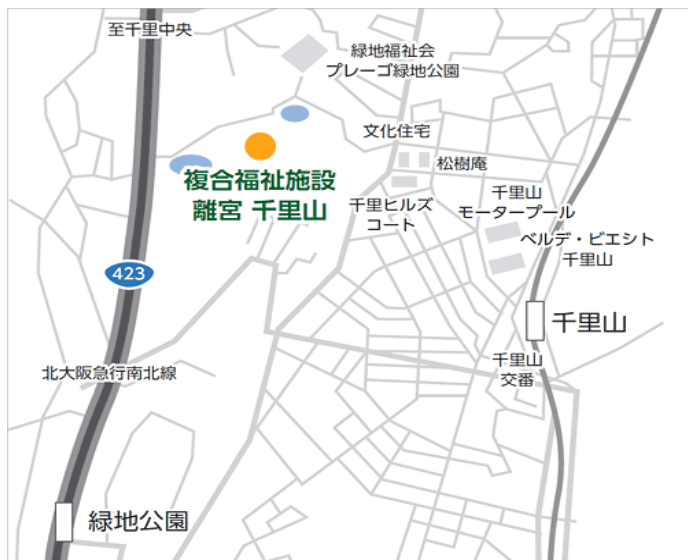 至千里中央
緑地福祉会
プレーゴ緑地公園
文化住宅
松樹庵
複合福祉施設
離宮 千里山
千里ヒルズ
コート
千里山
モータープール
ベルデ・ビエント
千里山
423
千里山
北大阪急行南北線
千里山
交番
緑地公園